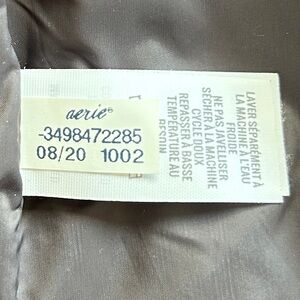 aerie®
-3498472285
08/20 1002
LAVER SÉPARÉMENT À
LA MACHINE À L'EAU
FROIDE
NE PAS JAVELLISER
SÉCHER À LA MACHINE
CYCLE DOUX
REPASSER À BASSE
TEMPÉRATURE AU
BESOIN